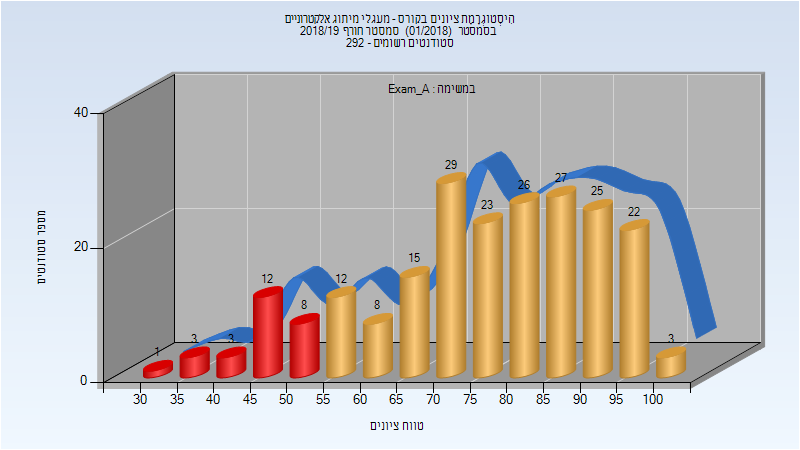 היסטוגרמת ציונים בקורס - מעגלי מיתוג אלקטרוניים
בסמסטר (01/2018) סמסטר חורף 2018/19
סטודנטים רשומים - 292
במשימה : Exam_A
מספר סטודנטים
40
20
0
1 3 3 12 8 12 8 15 29 23 26 27 25 22 3
30 35 40 45 50 55 60 65 70 75 80 85 90 95 100
טווח ציונים